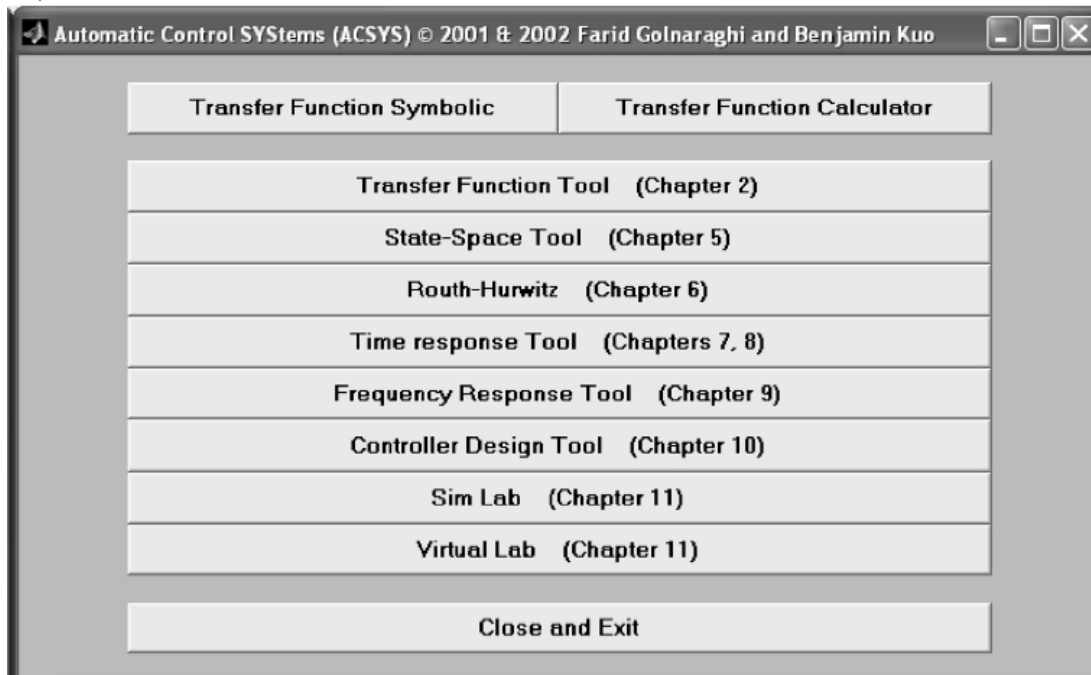 Automatic Control SYStems (ACSYS) © 2001 & 2002 Farid Golnaraghi and Benjamin Kuo
Transfer Function Symbolic Transfer Function Calculator
Transfer Function Tool (Chapter 2)
State-Space Tool (Chapter 5)
Routh-Hurwitz (Chapter 6)
Time response Tool (Chapters 7, 8)
Frequency Response Tool (Chapter 9)
Controller Design Tool (Chapter 10)
Sim Lab (Chapter 11)
Virtual Lab (Chapter 11)
Close and Exit